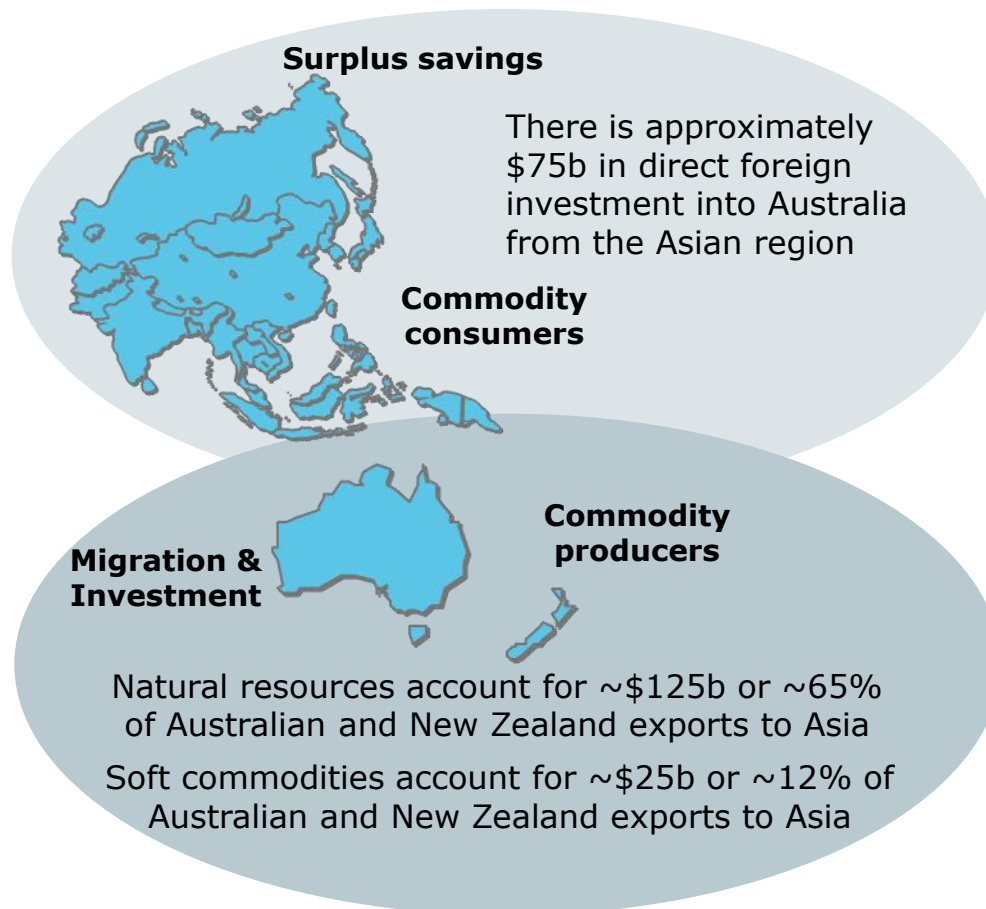 Surplus savings
There is approximately
$75b in direct foreign
investment into Australia
from the Asian region
Commodity
consumers
Commodity
producers
Migration &
Investment
Natural resources account for ~$125b or ~65%
of Australian and New Zealand exports to Asia
Soft commodities account for ~$25b or ~12% of
Australian and New Zealand exports to Asia